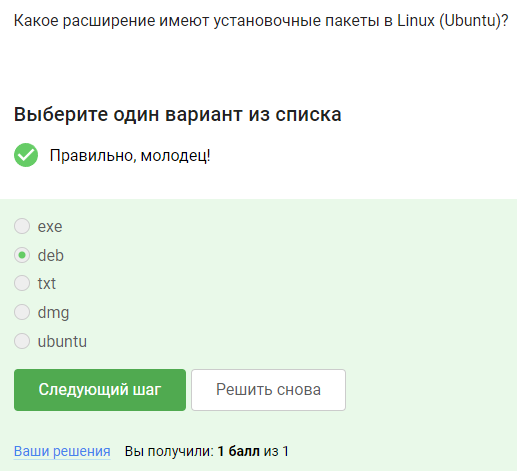 Какое расширение имеют установочные пакеты в Linux (Ubuntu)?
Выберите один вариант из списка
Правильно, молодец!
exe
deb
txt
dmg
ubuntu
Следующий шаг
Решить снова
Ваши решения Вы получили: 1 балл из 1